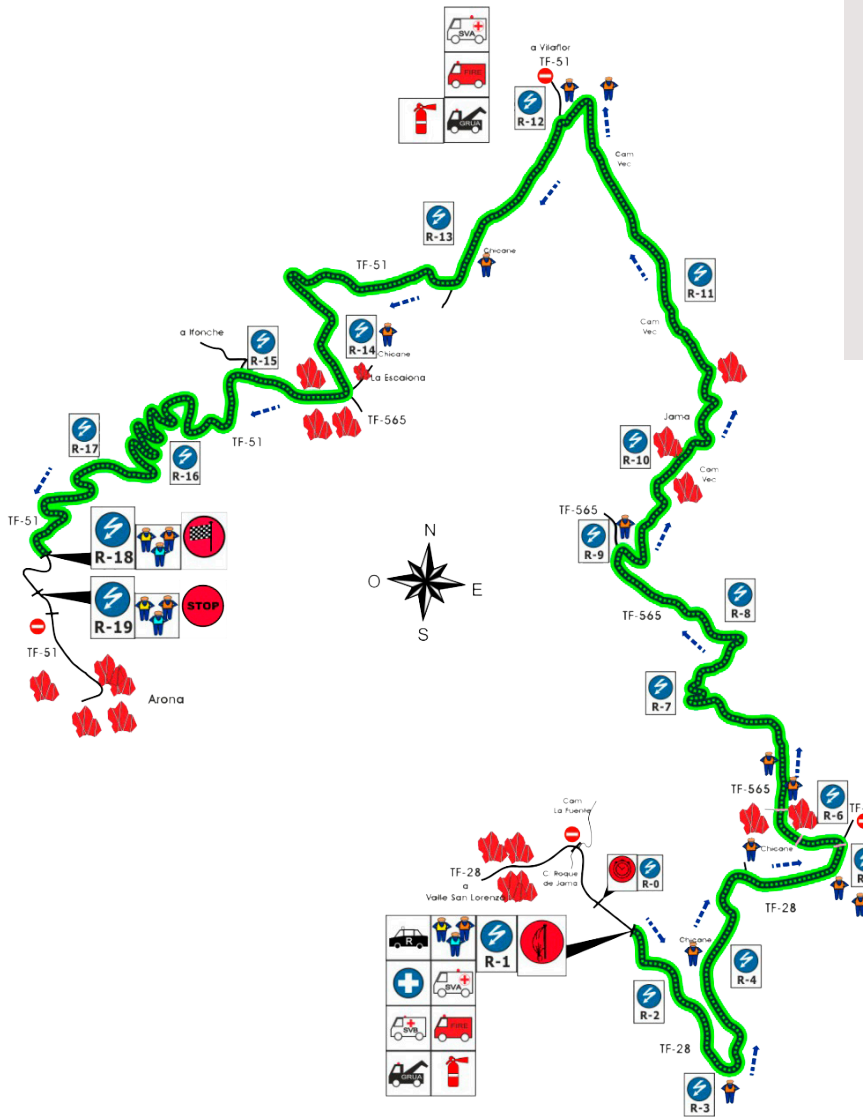 SVA
a Vilaflor
TF-51
FIRE
R-12
GRUA
Cam
Vec
R-13
Chicane
TF-51
R-11
a Ifonche
R-14
Chicane
R-15
Cam
Vec
La Escalona
TF-565
Jama
TF-51
R-17
R-10
R-16
Cam
Vec
TF-51
TF-565
R-18
R-9
N
O
E
S
STOP
R-19
TF-565
R-8
TF-51
Arona
R-7
TF-565
Cam
La Fuente
R-6
TF-
Chicane
TF-28
a
Valle San Lorenzo
C. Roque
de Jama
R-0
R
TF-28
R
R-1
Chicane
R-4
SVA
R-2
SVB
FIRE
TF-28
GRUA
R-3